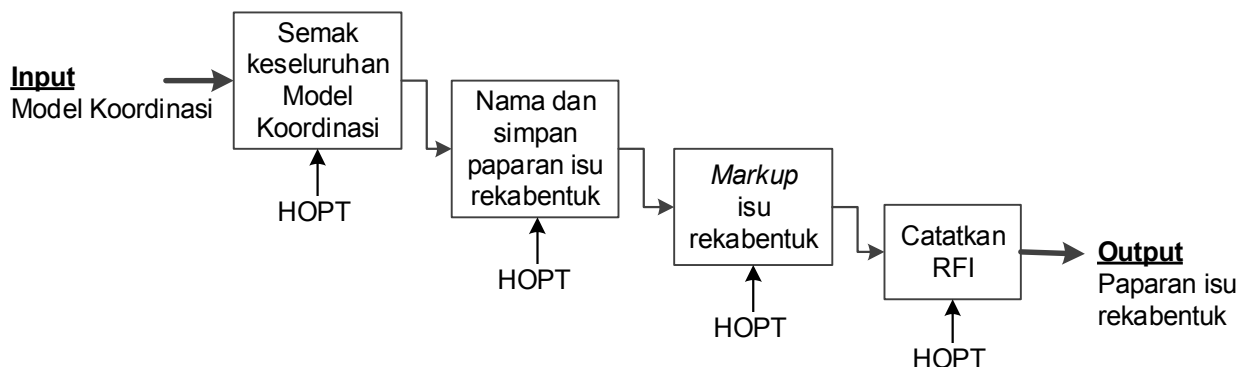 Input
Model Koordinasi
Semak
keseluruhan
Model
Koordinasi
HOPT
Nama dan
simpan
paparan isu
rekabentuk
HOPT
Markup
isu
rekabentuk
HOPT
Catatkan
RFI
HOPT
Output
Paparan isu
rekabentuk